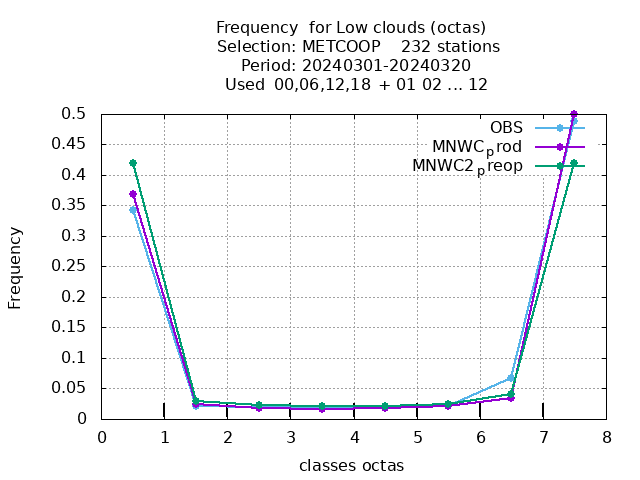 Frequency for Low clouds (octas)
Selection: METCOOP 232 stations
Period: 20240301-20240320
Used 00,06,12,18 + 01 02 ... 12
0.5
0.45
0.4
0.35
0.3
0.25
0.2
0.15
0.1
0.05
0
OBS
MNWCprod
MNWC2preop
Frequency
0 1 2 3 4 5 6 7 8
classes octas